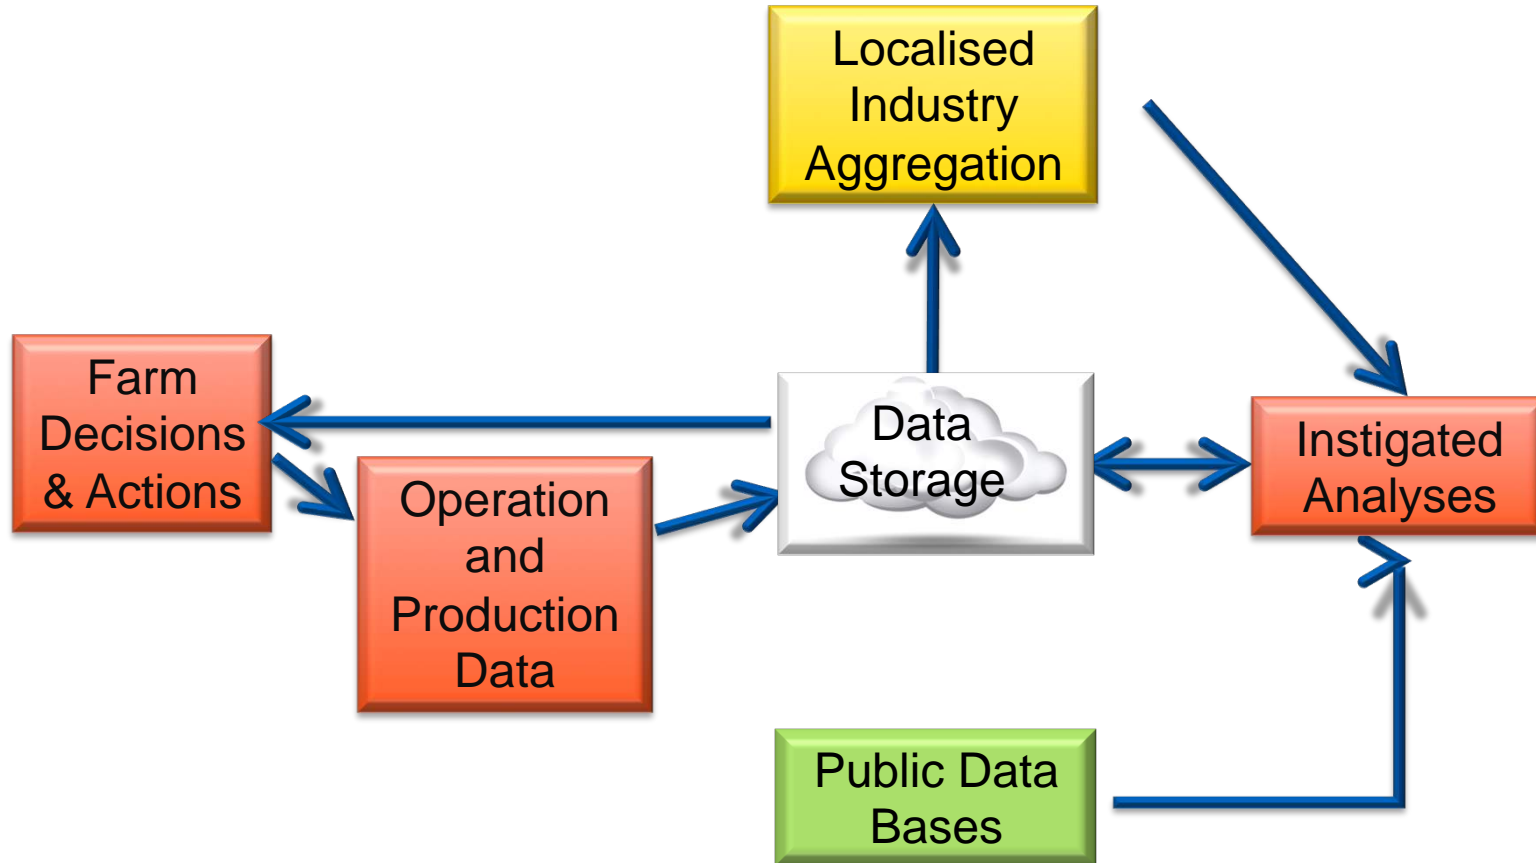 Localised
Industry
Aggregation
Farm
Decisions
& Actions
Operation
and
Production
Data
Data
Storage
Instigated
Analyses
Public Data
Bases